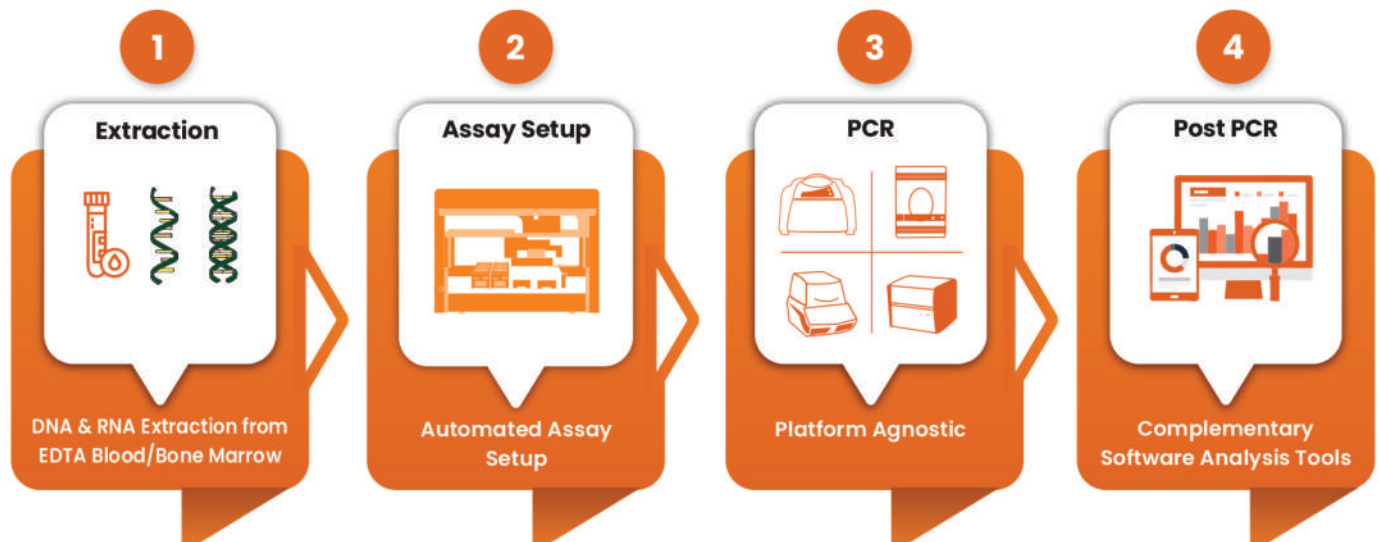 1
Extraction
DNA & RNA Extraction from
EDTA Blood/Bone Marrow
2
Assay Setup
Automated Assay
Setup
3
PCR
Platform Agnostic
4
Post PCR
Complementary
Software Analysis Tools